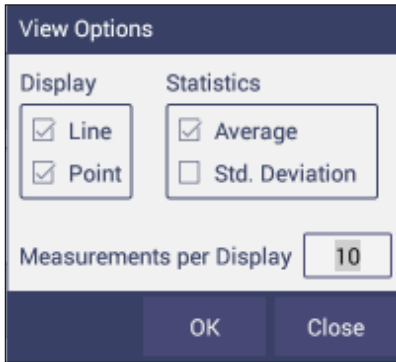 View Options
Display Statistics
Line Average
Point Std. Deviation
Measurements per Display 10
OK Close